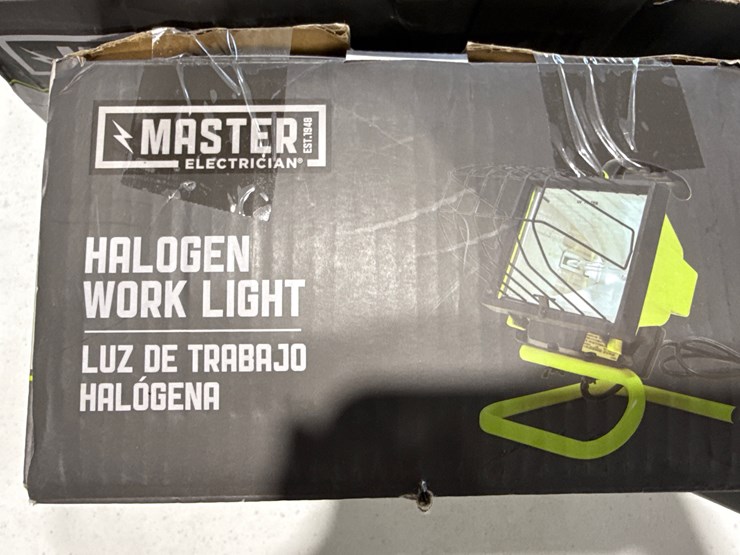 MASTER
EST.1948
ELECTRICIAN®
HALOGEN
WORK LIGHT
LUZ DE TRABAJO
HALÓGENA